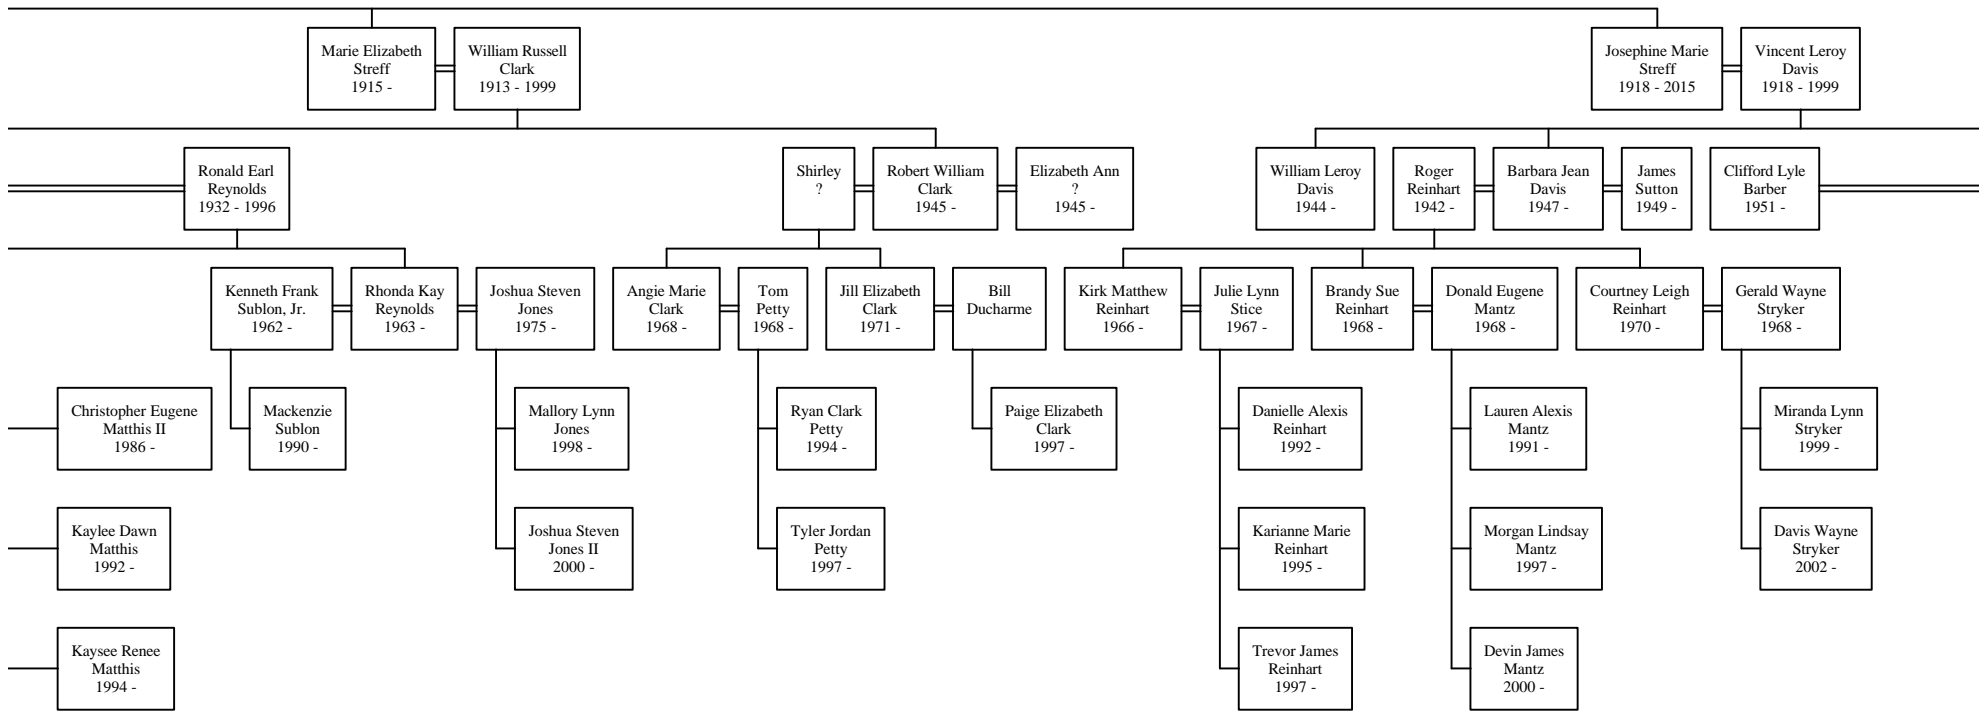 Marie Elizabeth
Streff
1915 -
William Russell
Clark
1913 - 1999
Josephine Marie
Streff
1918 - 2015
Vincent Leroy
Davis
1918 - 1999
Ronald Earl
Reynolds
1932 - 1996
Shirley
?
Robert William
Clark
1945 -
Elizabeth Ann
?
1945 -
William Leroy
Davis
1944 -
Roger
Reinhart
1942 -
Barbara Jean
Davis
1947 -
James
Sutton
1949 -
Clifford Lyle
Barber
1951 -
Kenneth Frank
Sublon, Jr.
1962 -
Rhonda Kay
Reynolds
1963 -
Joshua Steven
Jones
1975 -
Angie Marie
Clark
1968 -
Tom
Petty
1968 -
Jill Elizabeth
Clark
1971 -
Bill
Ducharme
Kirk Matthew
Reinhart
1966 -
Julie Lynn
Stice
1967 -
Brandy Sue
Reinhart
1968 -
Donald Eugene
Mantz
1968 -
Courtney Leigh
Reinhart
1970 -
Gerald Wayne
Stryker
1968 -
Christopher Eugene
Matthis II
1986 -
Mackenzie
Sublon
1990 -
Mallory Lynn
Jones
1998 -
Ryan Clark
Petty
1994 -
Paige Elizabeth
Clark
1997 -
Danielle Alexis
Reinhart
1992 -
Lauren Alexis
Mantz
1991 -
Miranda Lynn
Stryker
1999 -
Kaylee Dawn
Matthis
1992 -
Joshua Steven
Jones II
2000 -
Tyler Jordan
Petty
1997 -
Karianne Marie
Reinhart
1995 -
Morgan Lindsay
Mantz
1997 -
Davis Wayne
Stryker
2002 -
Kaysee Renee
Matthis
1994 -
Trevor James
Reinhart
1997 -
Devin James
Mantz
2000 -